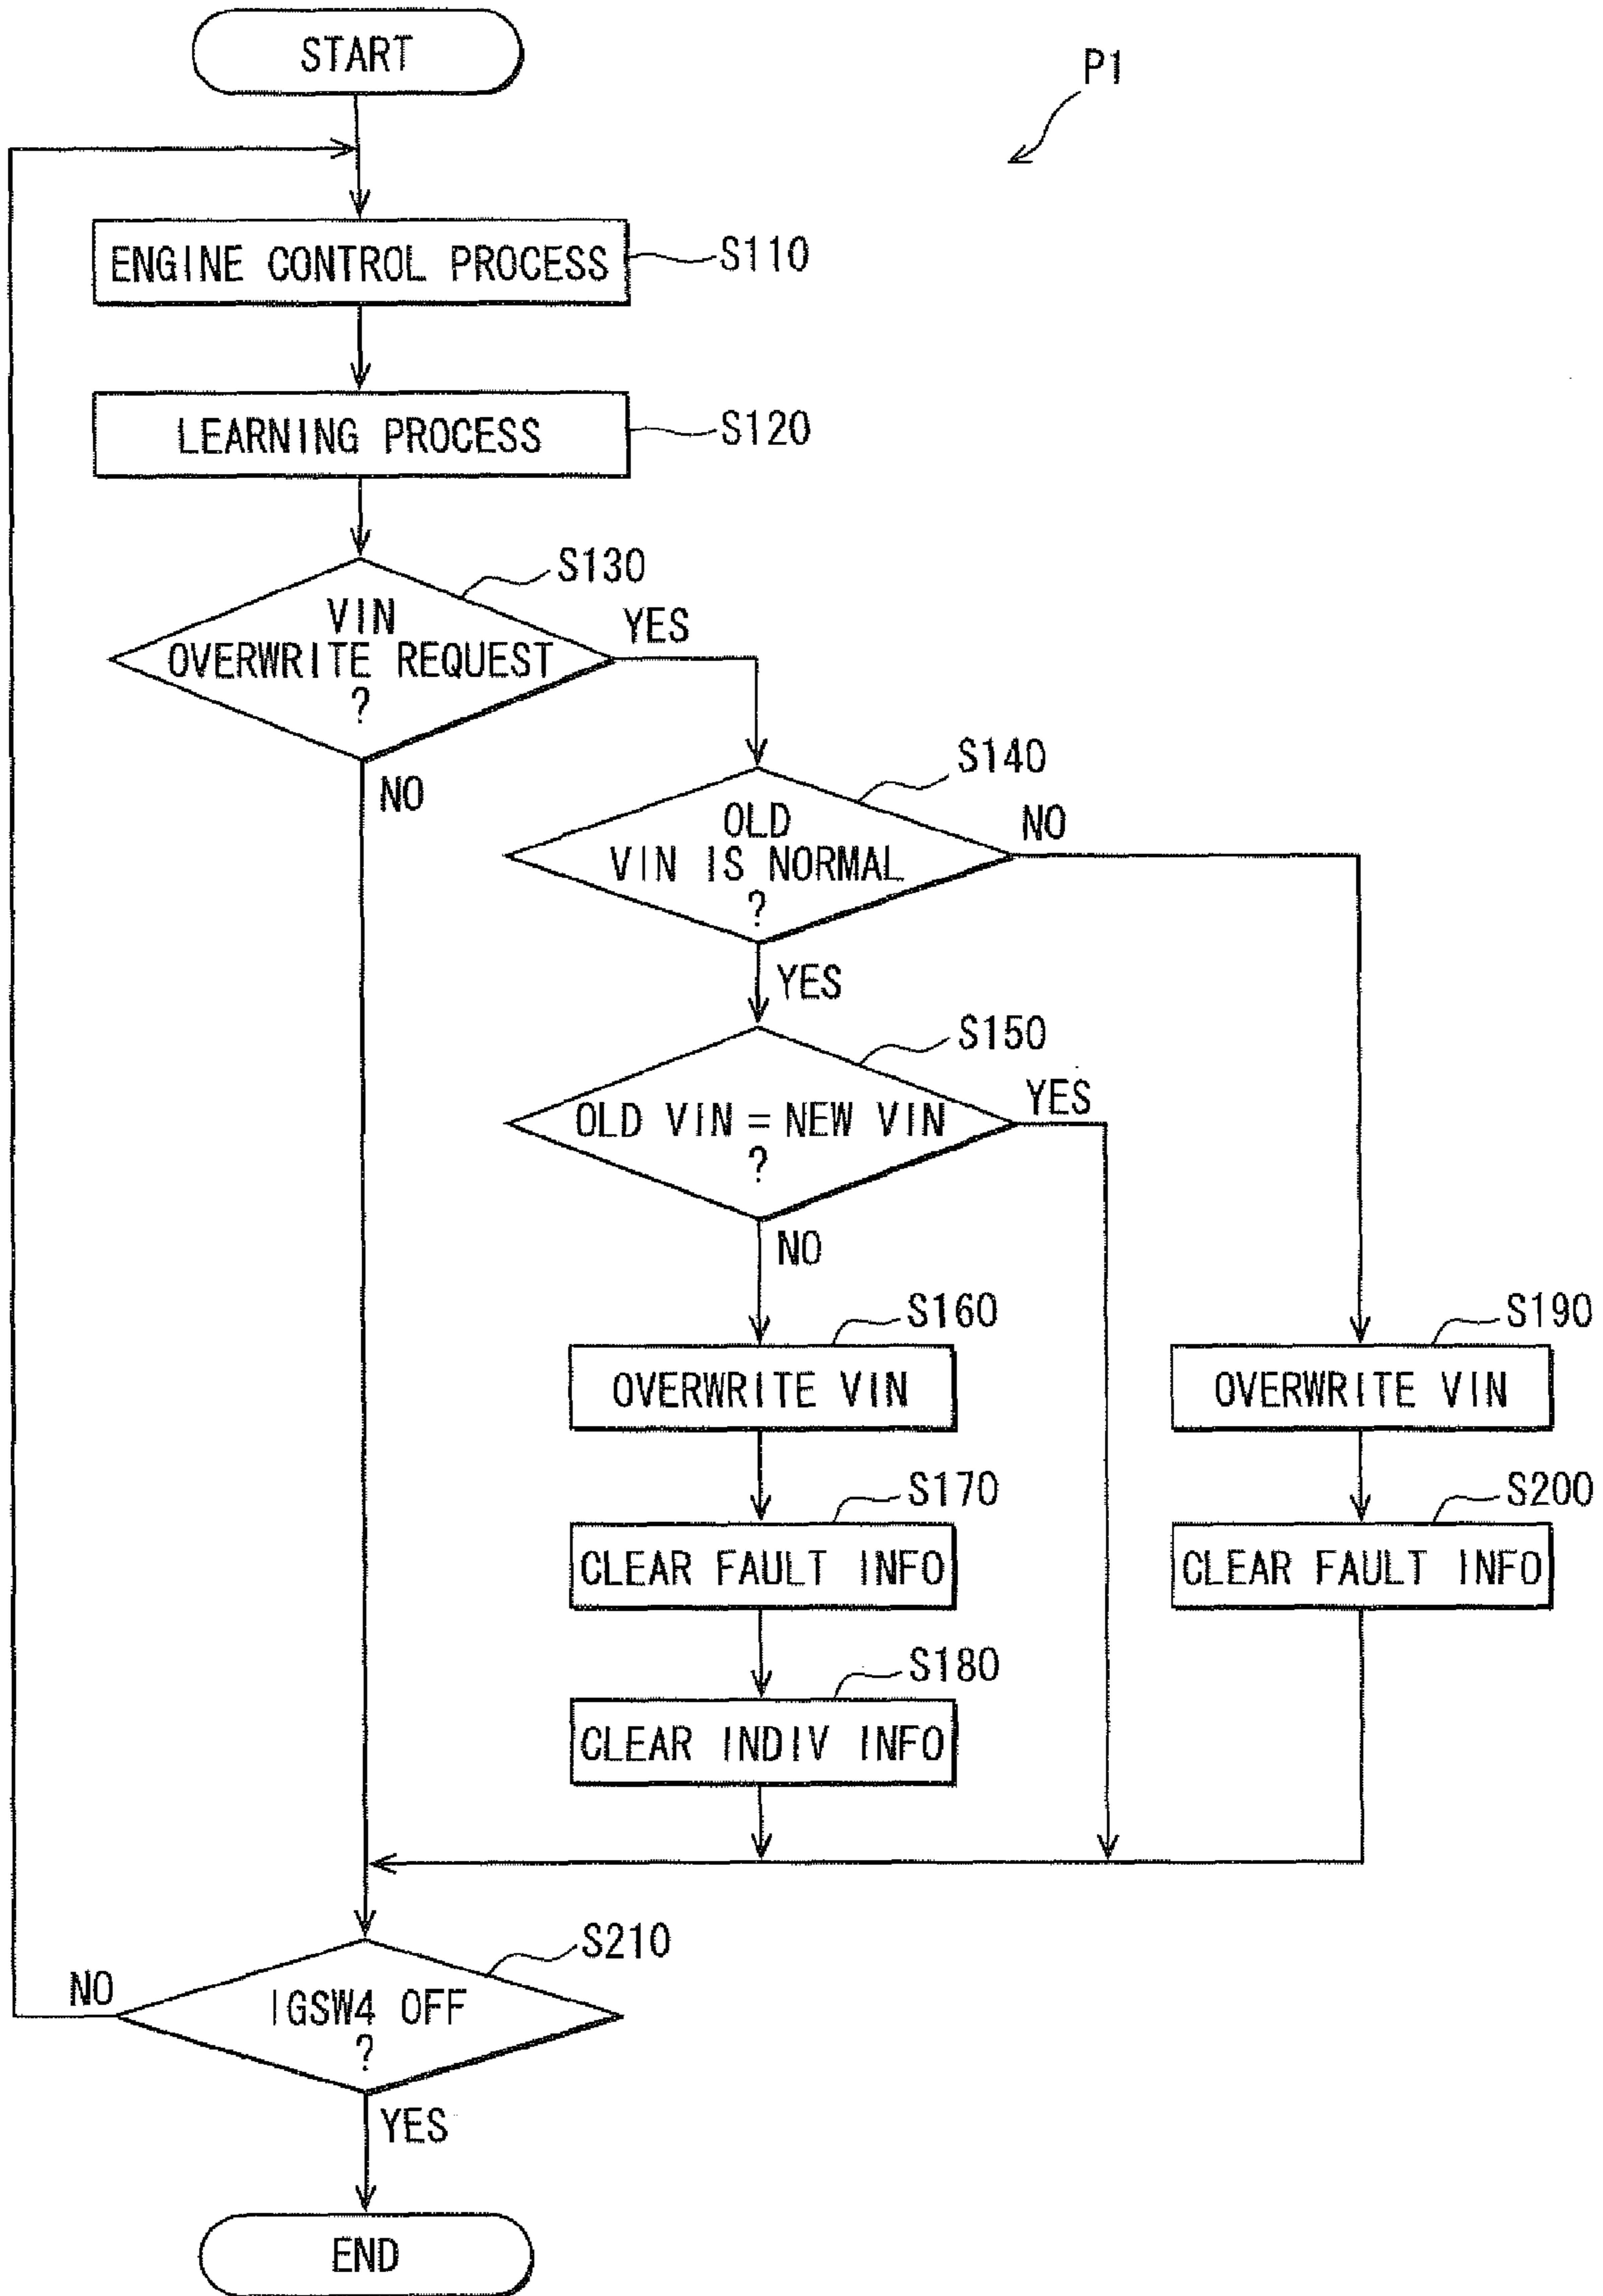 START
P1
ENGINE CONTROL PROCESS
S110
LEARNING PROCESS
S120
S130
VIN
OVERWRITE REQUEST
?
YES
NO
S140
OLD
VIN IS NORMAL
?
NO
YES
S150
OLD VIN = NEW VIN
?
YES
NO
S160
OVERWRITE VIN
S190
OVERWRITE VIN
S170
CLEAR FAULT INFO
S200
CLEAR FAULT INFO
S180
CLEAR INDIV INFO
S210
IGSW4 OFF
?
NO
YES
END